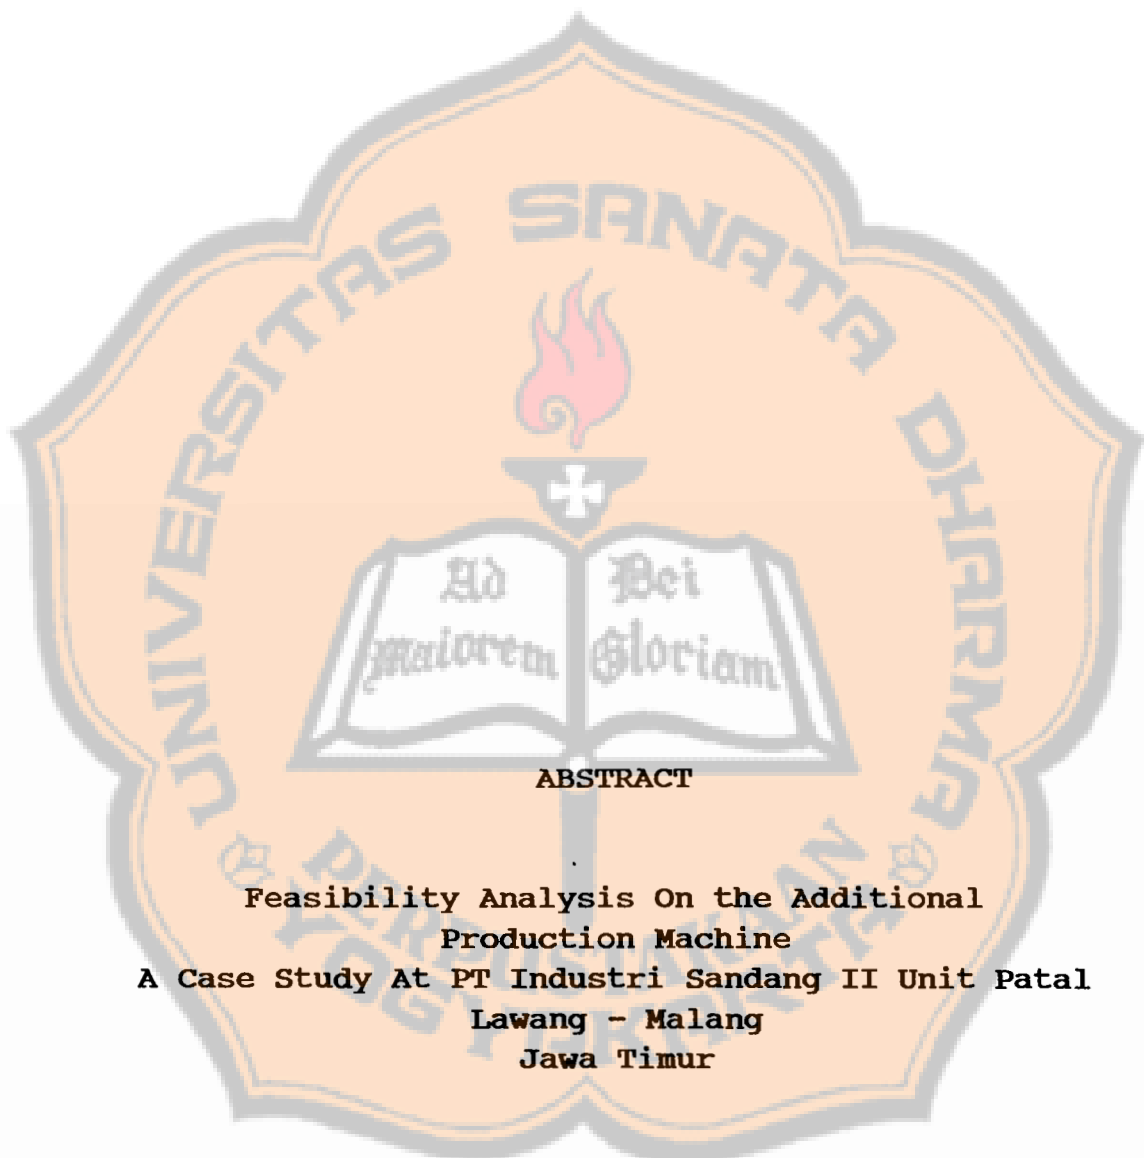 UNIVERSITAS SANATA DHARMA
Ad
Maiorem
Dei
Gloriam
ABSTRACT
Feasibility Analysis On the Additional
Production Machine
A Case Study At PT Industri Sandang II Unit Patal
Lawang - Malang
Jawa Timur
PERPUSTAKAAN
YOGYAKARTA